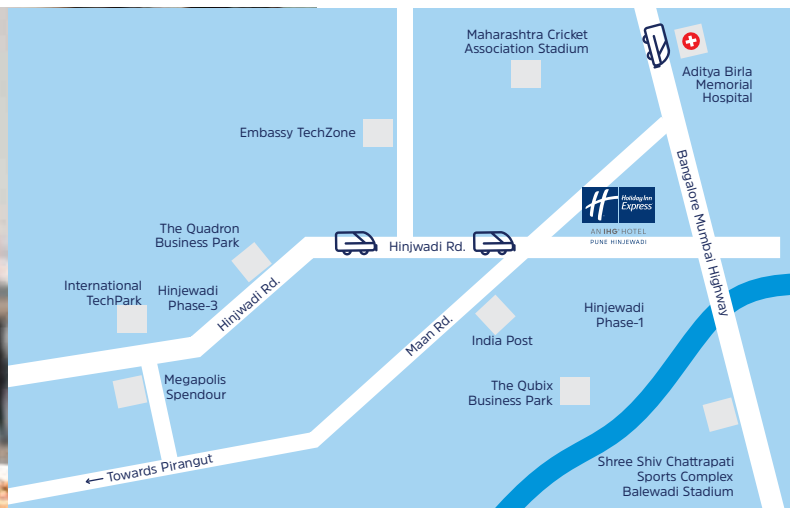 Maharashtra Cricket
Association Stadium
Aditya Birla
Memorial
Hospital
Embassy TechZone
Bangalore Mumbai Highway
H
Holiday Inn
Express
AN IHG® HOTEL
PUNE HINJEWADI
The Quadron
Business Park
Hinjwadi Rd.
International
TechPark
Hinjewadi
Phase-3
Hinjwadi Rd.
Hinjewadi
Phase-1
Maan Rd.
India Post
Megapolis
Spendour
The Qubix
Business Park
← Towards Pirangut
Shree Shiv Chattrapati
Sports Complex
Balewadi Stadium